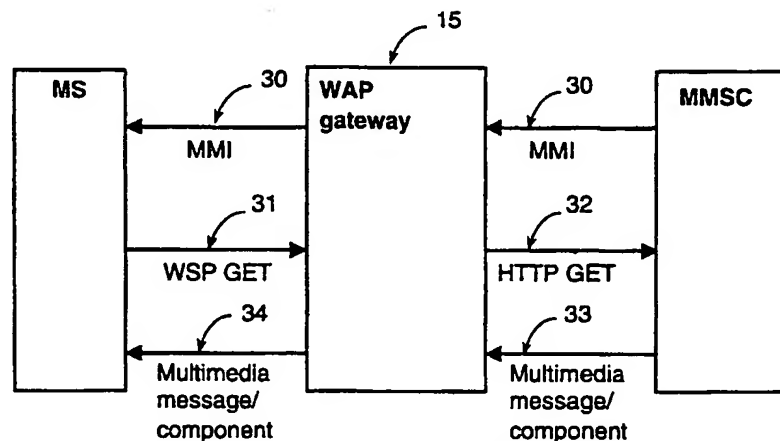 15
MS
30
WAP
gateway
30
MMSC
MMI
MMI
31
32
WSP GET
HTTP GET
34
33
Multimedia
message/
component
Multimedia
message/
component